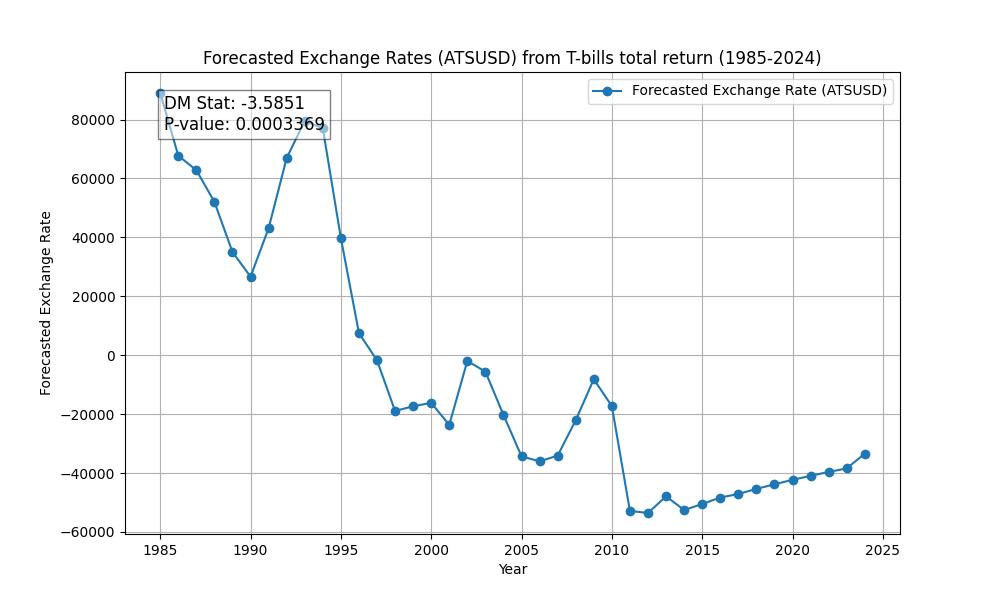 Forecasted Exchange Rates (ATSUSD) from T-bills total return (1985-2024)
DM Stat: -3.5851
P-value: 0.0003369
Forecasted Exchange Rate (ATSUSD)
Forecasted Exchange Rate
80000
60000
40000
20000
0
−20000
−40000
−60000
1985 1990 1995 2000 2005 2010 2015 2020 2025
Year